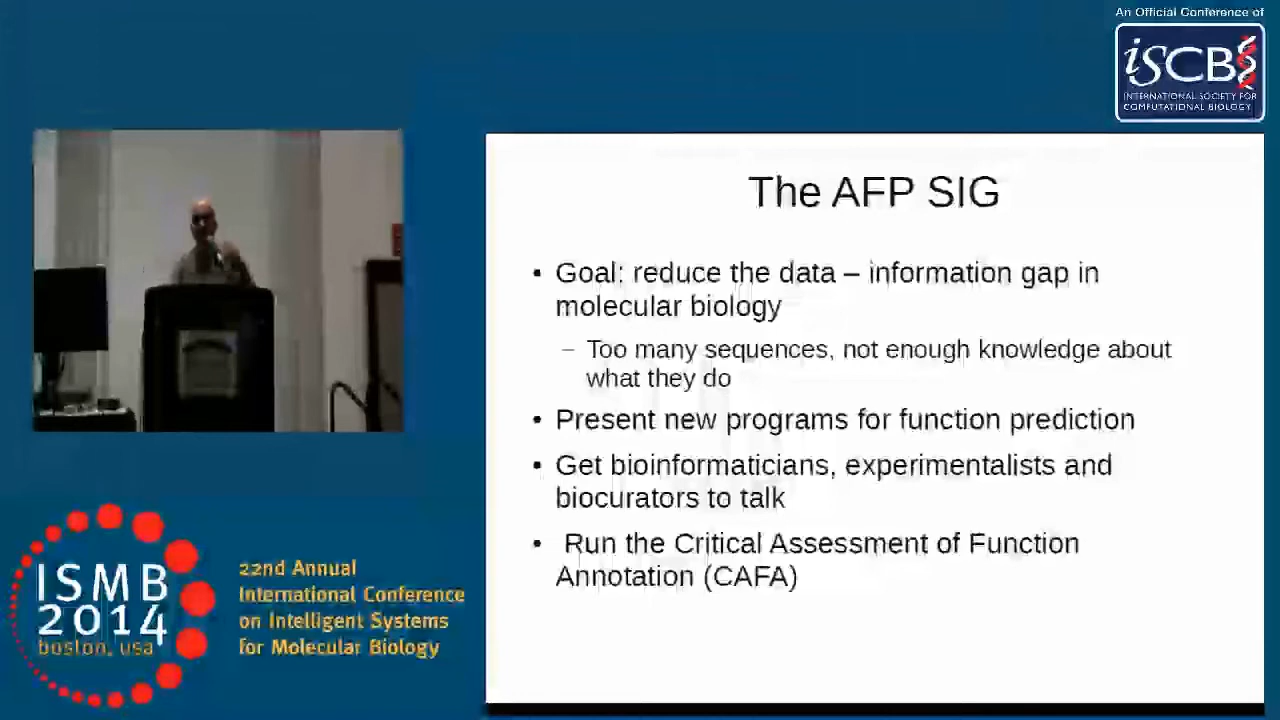 An Official Conference of
iSCB
INTERNATIONAL SOCIETY FOR
COMPUTATIONAL BIOLOGY
The AFP SIG
• Goal: reduce the data – information gap in
molecular biology
– Too many sequences, not enough knowledge about
what they do
• Present new programs for function prediction
• Get bioinformaticians, experimentalists and
biocurators to talk
• Run the Critical Assessment of Function
Annotation (CAFA)
ISMB
2014
boston, usa
22nd Annual
International Conference
on Intelligent Systems
for Molecular Biology